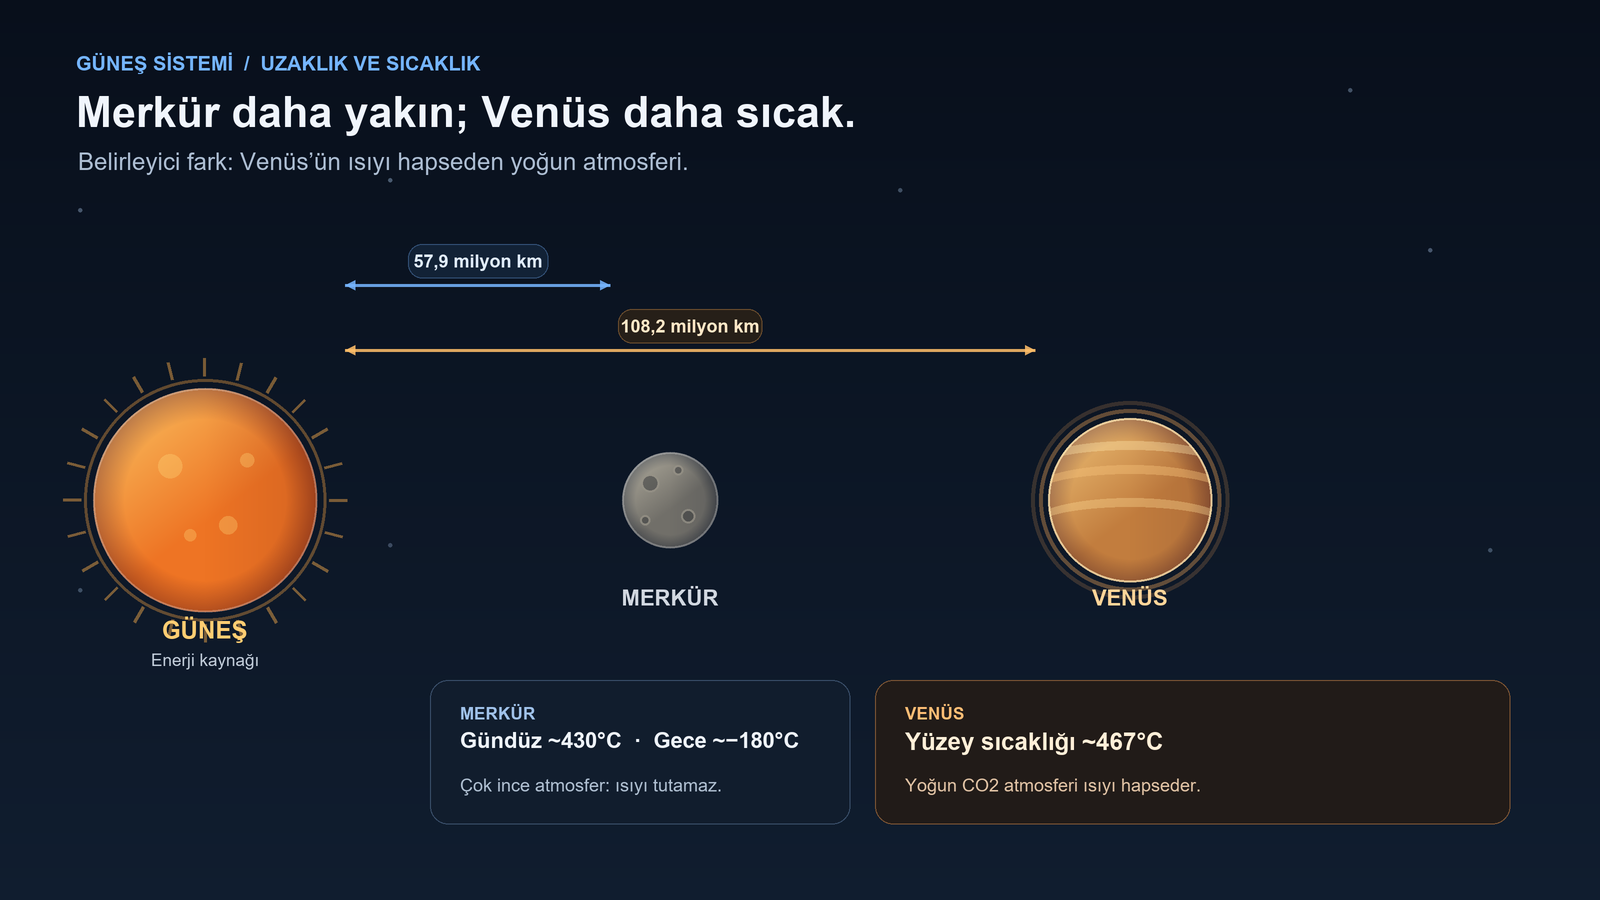 GÜNEŞ SİSTEMİ / UZAKLIK VE SICAKLIK
Merkür daha yakın; Venüs daha sıcak.
Belirleyici fark: Venüs’ün ısıyı hapseden yoğun atmosferi.
57,9 milyon km
108,2 milyon km
MERKÜR
VENÜS
GÜNEŞ
Enerji kaynağı
MERKÜR
Gündüz ~430°C · Gece ~−180°C
Çok ince atmosfer: ısıyı tutamaz.
VENÜS
Yüzey sıcaklığı ~467°C
Yoğun CO2 atmosferi ısıyı hapseder.